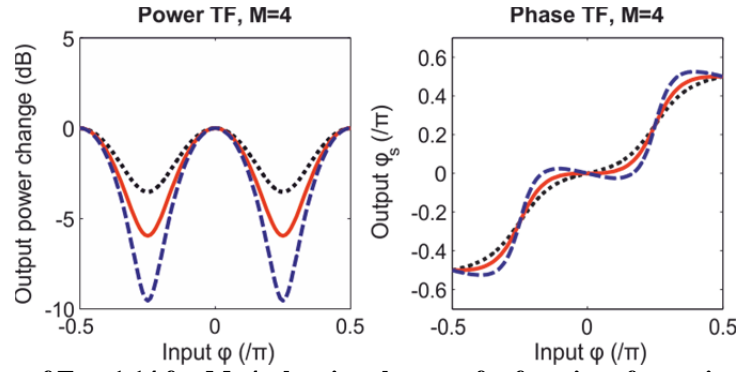 Power TF, M=4
Phase TF, M=4
Output power change (dB)
5
0
-5
-10
-0.5
0
0.5
Input φ (/π)
Output φs (/π)
0.6
0.4
0.2
0
-0.2
-0.4
-0.6
-0.5
0
0.5
Input φ (/π)